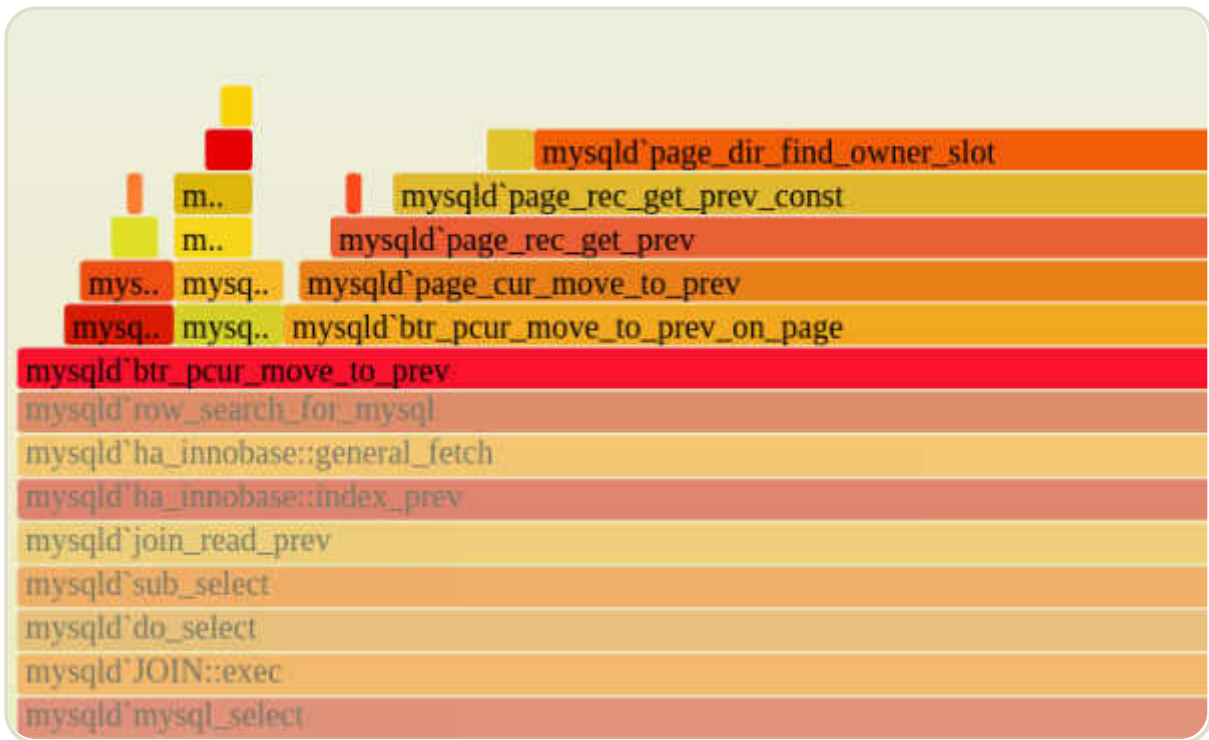 mysqld`page_dir_find_owner_slot
m.. mysqld`page_rec_get_prev_const
m.. mysqld`page_rec_get_prev
mys.. mysq.. mysqld`page_cur_move_to_prev
mysq.. mysq.. mysqld`btr_pcur_move_to_prev_on_page
mysqld`btr_pcur_move_to_prev
mysqld`row_search_for_mysql
mysqld`ha_innobase::general_fetch
mysqld`ha_innobase::index_prev
mysqld`join_read_prev
mysqld`sub_select
mysqld`do_select
mysqld`JOIN::exec
mysqld`mysql_select